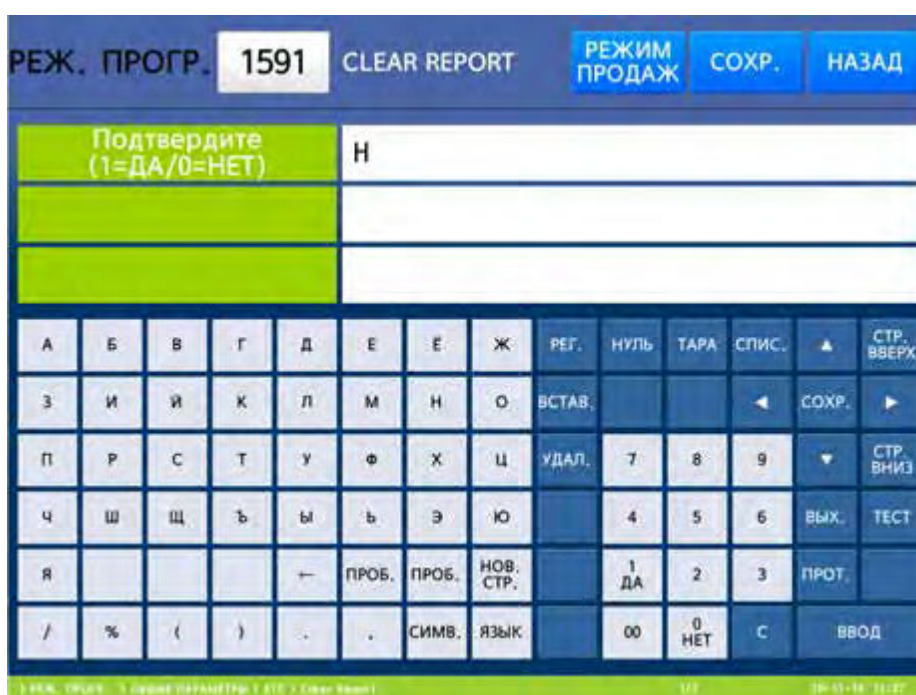 РЕЖ. ПРОГР. 1591 CLEAR REPORT РЕЖИМ ПРОДАЖ СОХР. НАЗАД
Подтвердите
(1=ДА/0=НЕТ) Н
А Б В Г Д Е Ё Ж РЕГ. НУЛЬ ТАРА СПИС. ▲ СТР. ВВЕРХ
З И Й К Л М Н О ВСТАВ. ◀ СОХР. ▶
П Р С Т У Ф Х Ц УДАЛ. 7 8 9 ▼ СТР. ВНИЗ
Ч Ш Щ Ъ Ы Ь Э Ю 4 5 6 ВЫХ. ТЕСТ
Я ← ПРОБ. ПРОБ. НОВ. СТР. 1 ДА 2 3 ПРОТ.
/ % ( ) . . СИМВ. ЯЗЫК 00 0 НЕТ С ВВОД